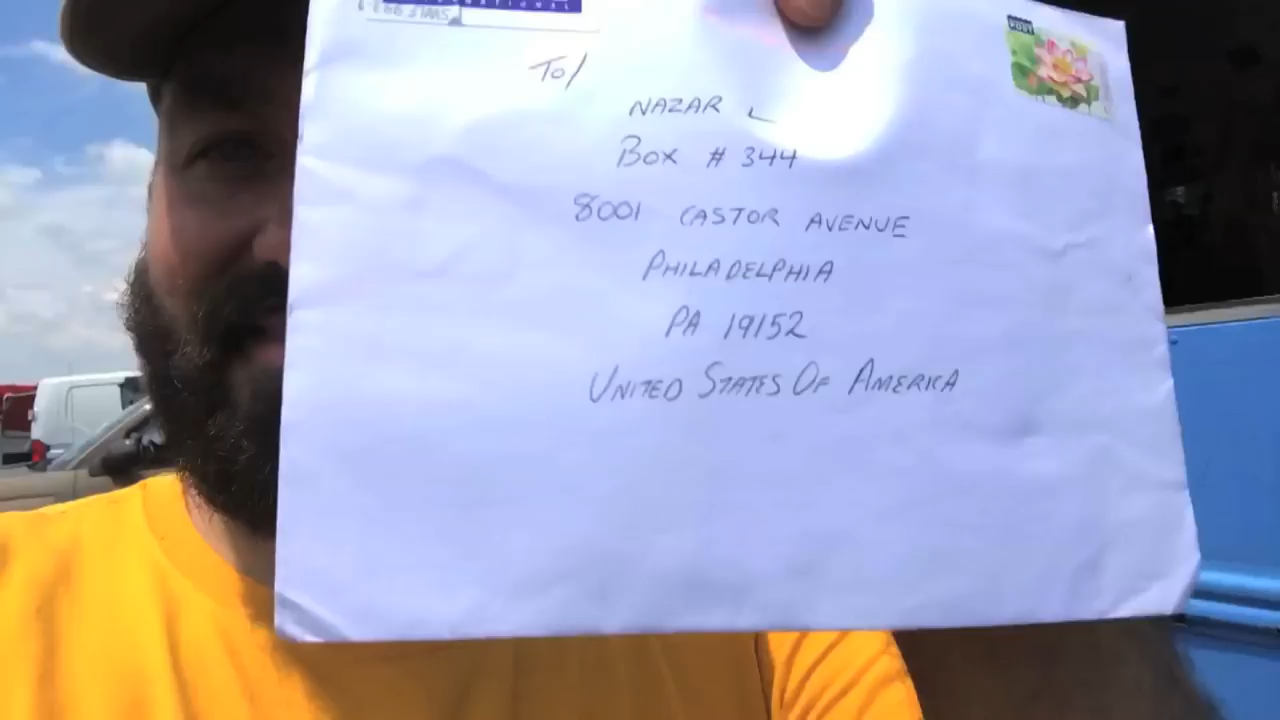 To/
NAZAR L
Box # 344
8001 CASTOR AVENUE
PHILADELPHIA
PA 19152
UNITED STATES OF AMERICA